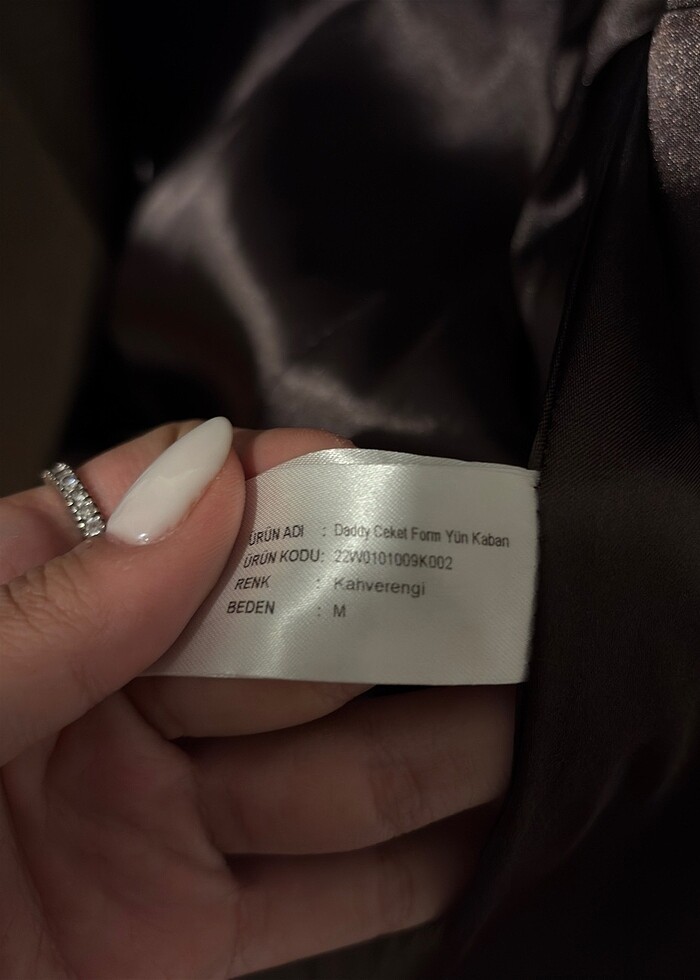 ÜRÜN ADI : Daddy Ceket Form Yün Kaban
ÜRÜN KODU: 22W0101009K002
RENK : Kahverengi
BEDEN : M